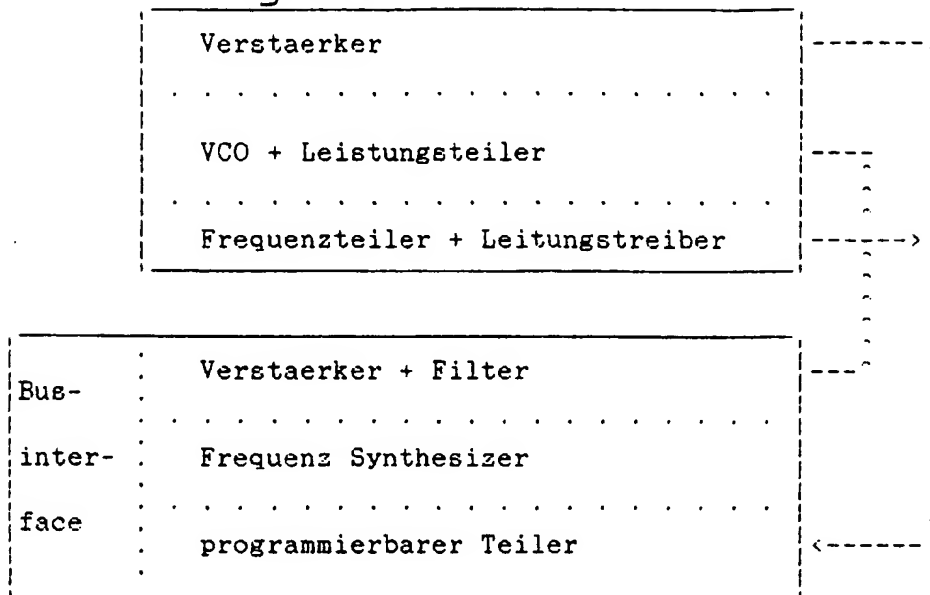 Verstaerker
VCO + Leistungsteiler
Frequenzteiler + Leitungstreiber
Verstaerker + Filter
Bus-
inter-
Frequenz Synthesizer
face
programmierbarer Teiler